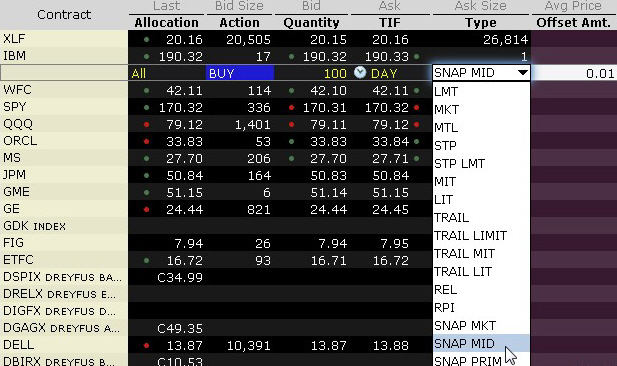 Contract Last Bid Size Bid Ask Ask Size Avg Price
Allocation Action Quantity TIF Type Offset Amt.
XLF 20.16 20,505 20.15 20.16 26,814
IBM 190.32 17 190.32 190.33 1
All BUY 100 DAY SNAP MID 0.01
WFC 42.11 114 42.10 42.11 LMT
SPY 170.32 336 170.31 170.32 MKT
QQQ 79.12 1,401 79.11 79.12 MTL
ORCL 33.83 53 33.83 33.84 STP
MS 27.70 206 27.70 27.71 STP LMT
JPM 50.84 164 50.83 50.84 MIT
GME 51.15 6 51.14 51.15 LIT
GE 24.44 821 24.44 24.44 TRAIL
GDK INDEX TRAIL LIMIT
FIG 7.94 26 7.94 7.95 TRAIL MIT
ETFC 16.72 93 16.71 16.72 TRAIL LIT
DSPIX DREYFUS BA... C34.99 REL
DRELX DREYFUS E... RPI
DIGFX DREYFUS D... SNAP MKT
DGAGX DREYFUS A... C49.35
DELL 13.87 10,391 13.87 13.88 SNAP MID
DBIRX DREYFUS B... C10.53 SNAP PRIM